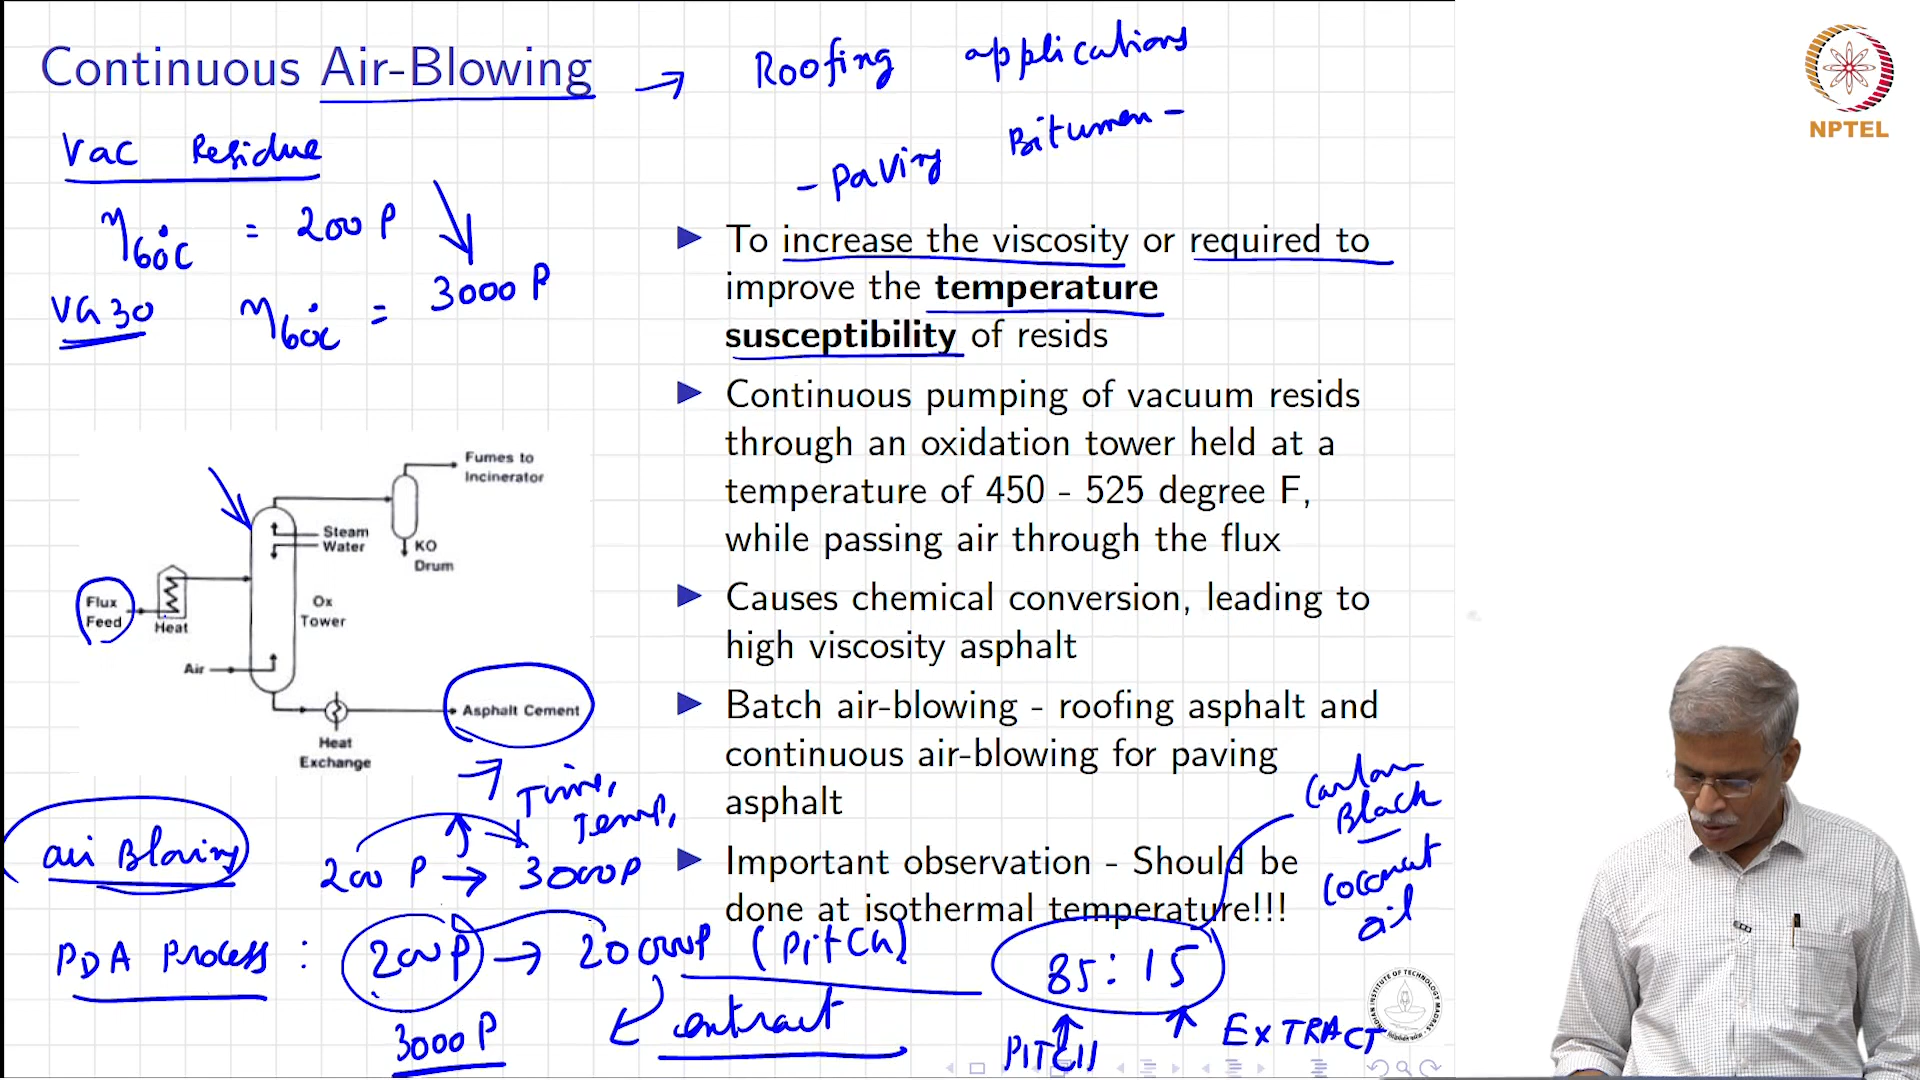 Continuous Air-Blowing → Roofing applications
Bitumen -
- Paving
Vac Residue
η60°C = 200 P
VG30 η60°C = 3000 P
► To increase the viscosity or required to
improve the temperature
susceptibility of resids
► Continuous pumping of vacuum resids
through an oxidation tower held at a
temperature of 450 - 525 degree F,
while passing air through the flux
► Causes chemical conversion, leading to
high viscosity asphalt
► Batch air-blowing - roofing asphalt and
continuous air-blowing for paving
asphalt
► Important observation - Should be
done at isothermal temperature!!!
Fumes to
Incinerator
Steam
Water
KO
Drum
Flux
Feed
Heat
Ox
Tower
Air
Asphalt Cement
Heat
Exchange
Time,
Temp,
air Blowing 200 P → 3000P
PDA Process : 200P → 20000P (Pitch)
3000 P
extract
85:15
PITCH
EXTRACT
Carbon
Black
Coconut
oil
NPTEL